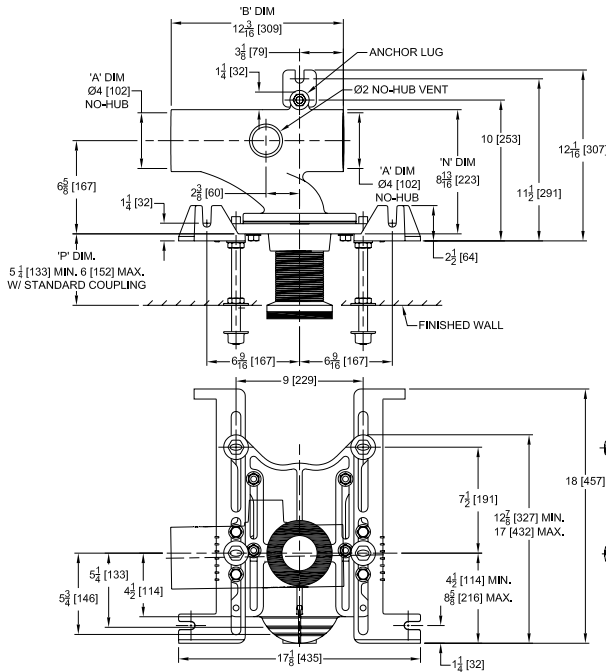 'B' DIM
12 3/16 [309]
3 1/8 [79]
1 1/4 [32]
ANCHOR LUG
Ø2 NO-HUB VENT
'A' DIM
Ø4 [102]
NO-HUB
6 5/8 [167]
2 3/8 [60]
1 1/4 [32]
'A' DIM
Ø4 [102]
NO-HUB
'N' DIM
8 13/16 [223]
10 [253]
11 1/2 [291]
12 1/16 [307]
2 1/2 [64]
'P' DIM.
5 1/4 [133] MIN. 6 [152] MAX.
W/ STANDARD COUPLING
FINISHED WALL
6 9/16 [167]
6 9/16 [167]
9 [229]
18 [457]
7 1/2 [191]
12 7/8 [327] MIN.
17 [432] MAX.
5 3/4 [146]
5 1/4 [133]
4 1/2 [114]
4 1/2 [114] MIN.
8 5/8 [216] MAX.
17 1/8 [435]
1 1/4 [32]